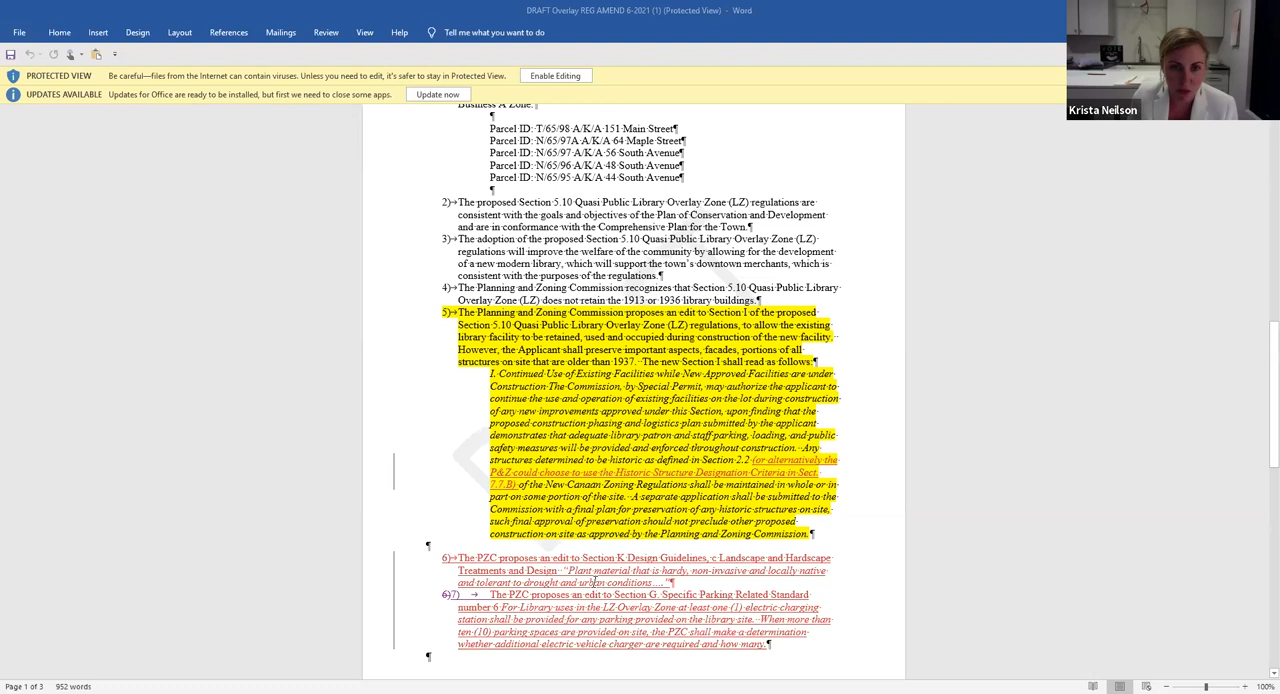 DRAFT Overlay REG AMEND 6-2021 (1) (Protected View) - Word
File Home Insert Design Layout References Mailings Review View Help Tell me what you want to do
PROTECTED VIEW Be careful—files from the Internet can contain viruses. Unless you need to edit, it's safer to stay in Protected View. Enable Editing
UPDATES AVAILABLE Updates for Office are ready to be installed, but first we need to close some apps. Update now
Krista Neilson
Business A Zone.¶
¶
Parcel ID: T/65/98 A/K/A 151 Main Street¶
Parcel ID: N/65/97A A/K/A 64 Maple Street¶
Parcel ID: N/65/97 A/K/A 56 South Avenue¶
Parcel ID: N/65/96 A/K/A 48 South Avenue¶
Parcel ID: N/65/95 A/K/A 44 South Avenue¶
¶
2)→The proposed Section 5.10 Quasi Public Library Overlay Zone (LZ) regulations are
consistent with the goals and objectives of the Plan of Conservation and Development
and are in conformance with the Comprehensive Plan for the Town.¶
3)→The adoption of the proposed Section 5.10 Quasi Public Library Overlay Zone (LZ)
regulations will improve the welfare of the community by allowing for the development
of a new modern library, which will support the town's downtown merchants, which is
consistent with the purposes of the regulations.¶
4)→The Planning and Zoning Commission recognizes that Section 5.10 Quasi Public Library
Overlay Zone (LZ) does not retain the 1913 or 1936 library buildings.¶
5)→The Planning and Zoning Commission proposes an edit to Section I of the proposed
Section 5.10 Quasi Public Library Overlay Zone (LZ) regulations, to allow the existing
library facility to be retained, used and occupied during construction of the new facility.
However, the Applicant shall preserve important aspects, facades, portions of all
structures on site that are older than 1937. The new Section I shall read as follows:¶
I. Continued Use of Existing Facilities while New Approved Facilities are under
Construction The Commission, by Special Permit, may authorize the applicant to
continue the use and operation of existing facilities on the lot during construction
of any new improvements approved under this Section, upon finding that the
proposed construction phasing and logistics plan submitted by the applicant
demonstrates that adequate library patron and staff parking, loading, and public
safety measures will be provided and enforced throughout construction. Any
structures determined to be historic as defined in Section 2.2 (or alternatively the
P&Z could choose to use the Historic Structure Designation Criteria in Sect.
7.7.B) of the New Canaan Zoning Regulations shall be maintained in whole or in
part on some portion of the site. A separate application shall be submitted to the
Commission with a final plan for preservation of any historic structures on site,
such final approval of preservation should not preclude other proposed
construction on site as approved by the Planning and Zoning Commission.¶
¶
6)→The PZC proposes an edit to Section K Design Guidelines, c Landscape and Hardscape
Treatments and Design "Plant material that is hardy, non-invasive and locally native
and tolerant to drought and urban conditions…."¶
6)7) → The PZC proposes an edit to Section G. Specific Parking Related Standard
number 6 For Library uses in the LZ Overlay Zone at least one (1) electric charging
station shall be provided for any parking provided on the library site. When more than
ten (10) parking spaces are provided on site, the PZC shall make a determination
whether additional electric vehicle charger are required and how many.¶
¶
Page 1 of 3 952 words 100%